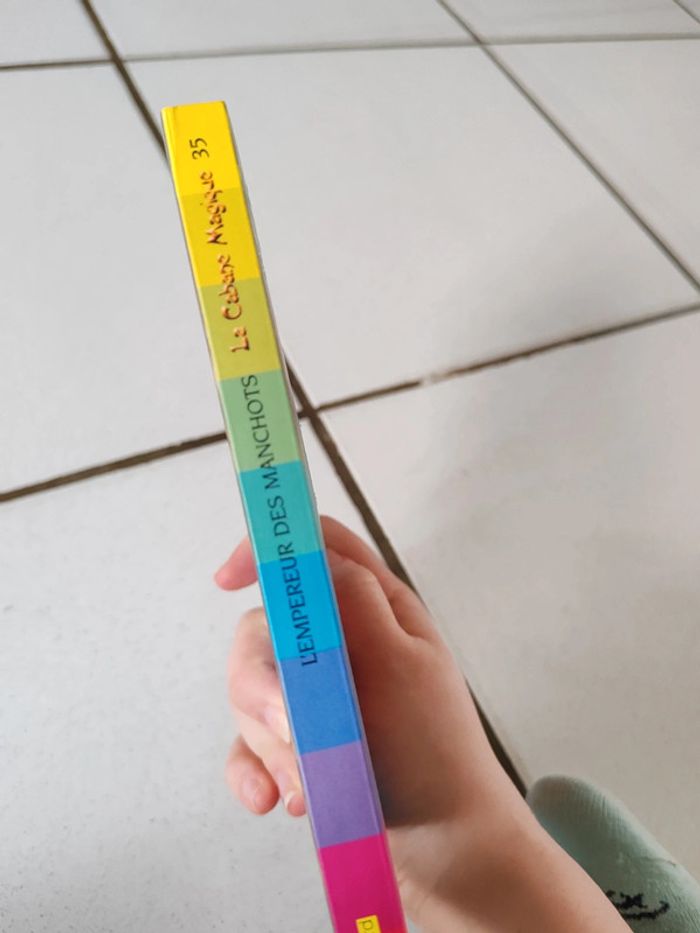 L'EMPEREUR DES MANCHOTS
La Cabane Magique 35